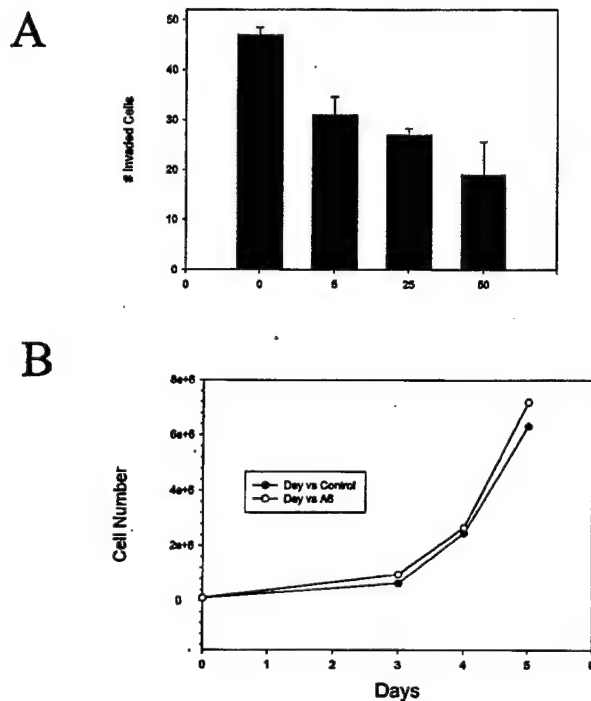 A
50
40
30
20
10
0
# Invaded Cells
0 0 5 25 50
B
8e+6
6e+6
4e+6
2e+6
0
Cell Number
Day vs Control
Day vs A6
0 1 2 3 4 5 6
Days